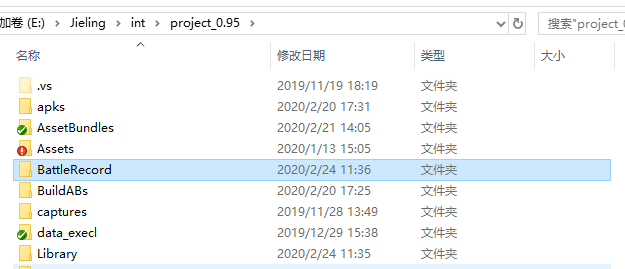 加卷 (E:) › Jieling › int › project_0.95 › 搜索"project_0
名称 修改日期 类型 大小
.vs 2019/11/19 18:19 文件夹
apks 2020/2/20 17:31 文件夹
AssetBundles 2020/2/21 14:05 文件夹
Assets 2020/1/13 15:05 文件夹
BattleRecord 2020/2/24 11:36 文件夹
BuildABs 2020/2/20 17:25 文件夹
captures 2019/11/28 13:49 文件夹
data_execl 2019/12/29 15:38 文件夹
Library 2020/2/24 11:35 文件夹